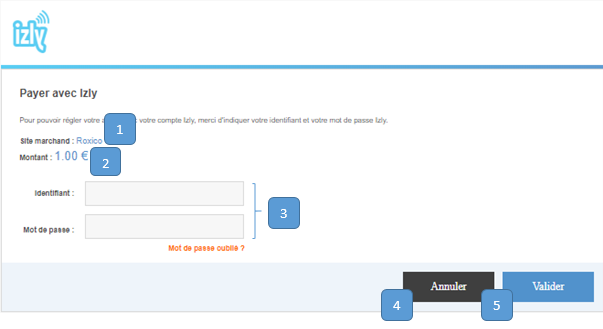 izly
Payer avec Izly
Pour pouvoir régler votre a votre compte Izly, merci d'indiquer votre identifiant et votre mot de passe Izly.
1
Site marchand : Roxico
Montant : 1.00 €
2
Identifiant :
3
Mot de passe :
Mot de passe oublié ?
Annuler
Valider
4
5